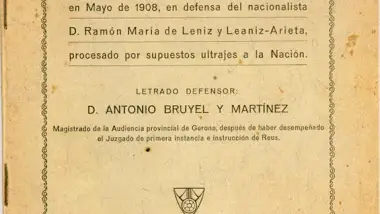 en Mayo de 1908, en defensa del nacionalista
D. Ramón Maria de Leniz y Leaniz-Arieta,
procesado por supuestos ultrajes a la Nación.
LETRADO DEFENSOR:
D. ANTONIO BRUYEL Y MARTÍNEZ
Magistrado de la Audiencia provincial de Gerona, después de haber desempeñado
el Juzgado de primera instancia e instrucción de Reus.